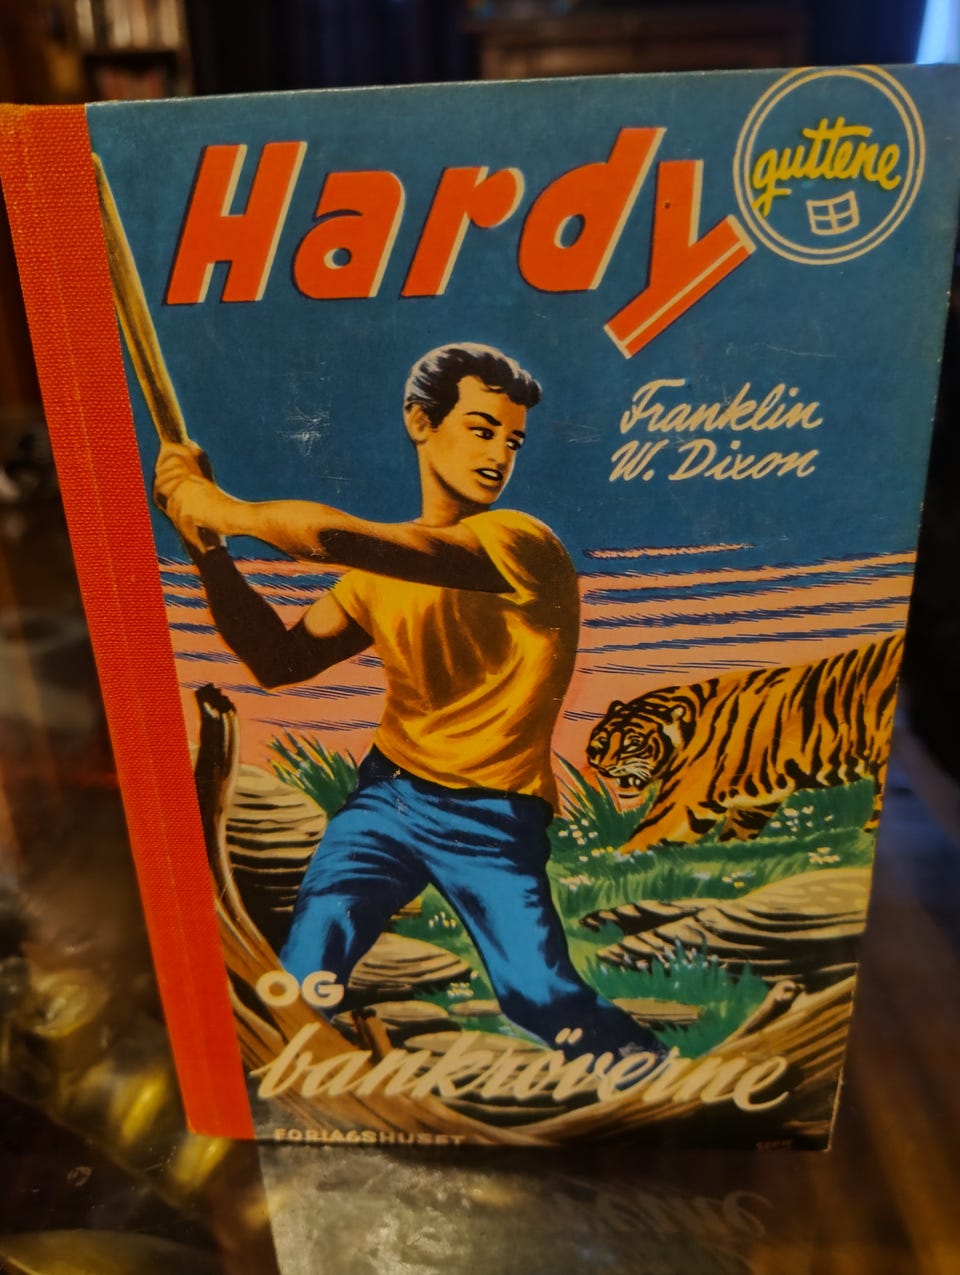 Hardy
guttene
Franklin
W. Dixon
OG
bankröverne
FORLAGSHUSET